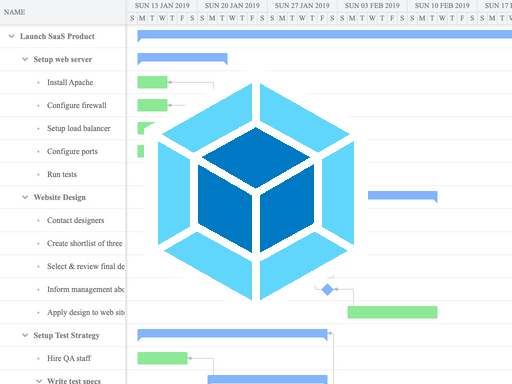 NAME
SUN 13 JAN 2019 SUN 20 JAN 2019 SUN 27 JAN 2019 SUN 03 FEB 2019 SUN 10 FEB 2019 SUN 17
S M T W T F S S M T W T F S S M T W T F S S M T W T F S S M T W T F S S M T
Launch SaaS Product
Setup web server
Install Apache
Configure firewall
Setup load balancer
Configure ports
Run tests
Website Design
Contact designers
Create shortlist of three
Select & review final de
Inform management abo
Apply design to web site
Setup Test Strategy
Hire QA staff
Write test specs